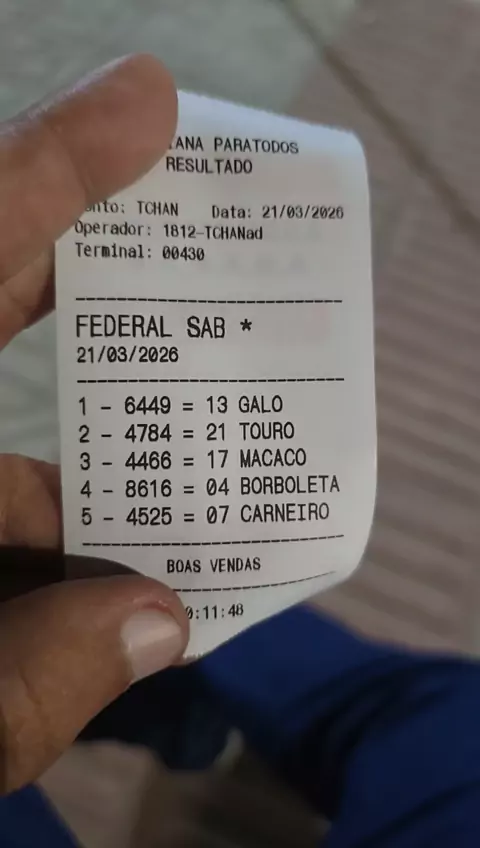 PARATODOS
RESULTADO
TCHAN Data: 21/03/2026
Operador: 1812-TCHANad
Terminal: 00430
FEDERAL SAB *
21/03/2026
1 - 6449 = 13 GALO
2 - 4784 = 21 TOURO
3 - 4466 = 17 MACACO
4 - 8616 = 04 BORBOLETA
5 - 4525 = 07 CARNEIRO
BOAS VENDAS
:11:48